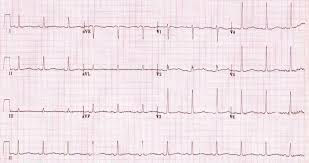 I aVR V1 V4
II aVL V2 V5
III aVF V3 V6
II